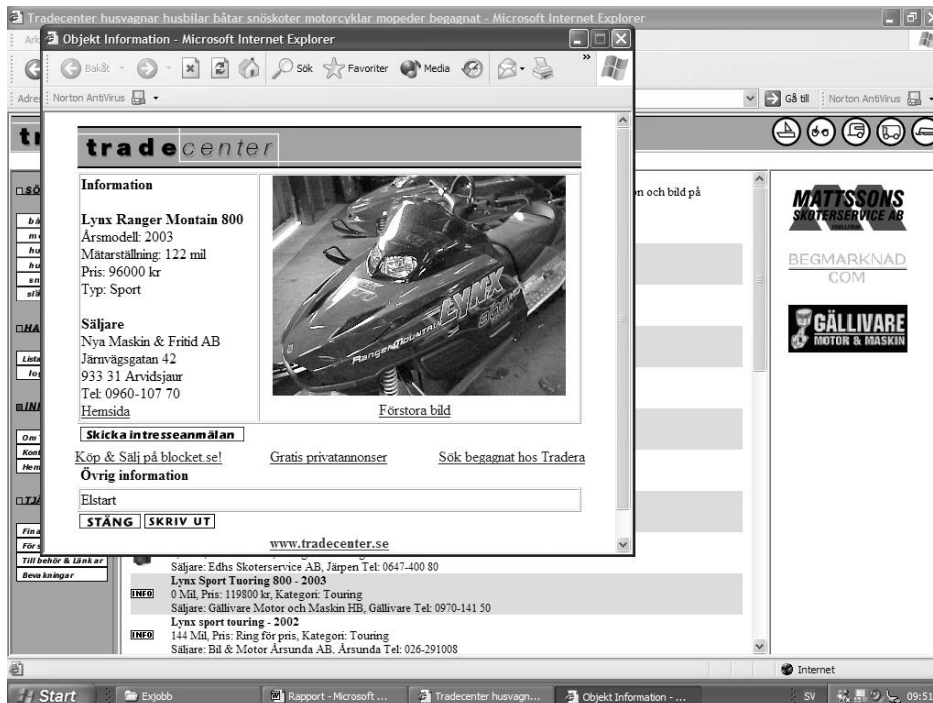 Tradecenter husvagnar husbilar båtar snöskoter motorcyklar mopeder begagnat - Microsoft Internet Explorer
Objekt Information - Microsoft Internet Explorer
Bakåt
Sök
Favoriter
Media
»
Norton AntiVirus
Gå till
Norton AntiVirus
tradecenter
Information
Lynx Ranger Montain 800
Årsmodell: 2003
Mätarställning: 122 mil
Pris: 96000 kr
Typ: Sport
Säljare
Nya Maskin & Fritid AB
Järnvägsgatan 42
933 31 Arvidsjaur
Tel: 0960-107 70
Hemsida
LYNX
800
RangerMountain
Förstora bild
Skicka intresseanmälan
Köp & Sälj på blocket.se!
Gratis privatannonser
Sök begagnat hos Tradera
Övrig information
Elstart
STÄNG
SKRIV UT
www.tradecenter.se
och bild på
MATTSSONS
SKOTERSERVICE AB
BEGMARKNAD
COM
GÄLLIVARE
MOTOR & MASKIN
Tillbehör & Länkar
Bevakningar
Säljare: Edhs Skoterservice AB, Järpen Tel: 0647-400 80
Lynx Sport Tuoring 800 - 2003
INFO
0 Mil, Pris: 119800 kr, Kategori: Touring
Säljare: Gällivare Motor och Maskin HB, Gällivare Tel: 0970-141 50
Lynx sport touring - 2002
INFO
144 Mil, Pris: Ring för pris, Kategori: Touring
Säljare: Bil & Motor Årsunda AB, Årsunda Tel: 026-291008
Internet
Start
Exjobb
Rapport - Microsoft ...
Tradecenter husvagn...
Objekt Information - ...
SV
09:51